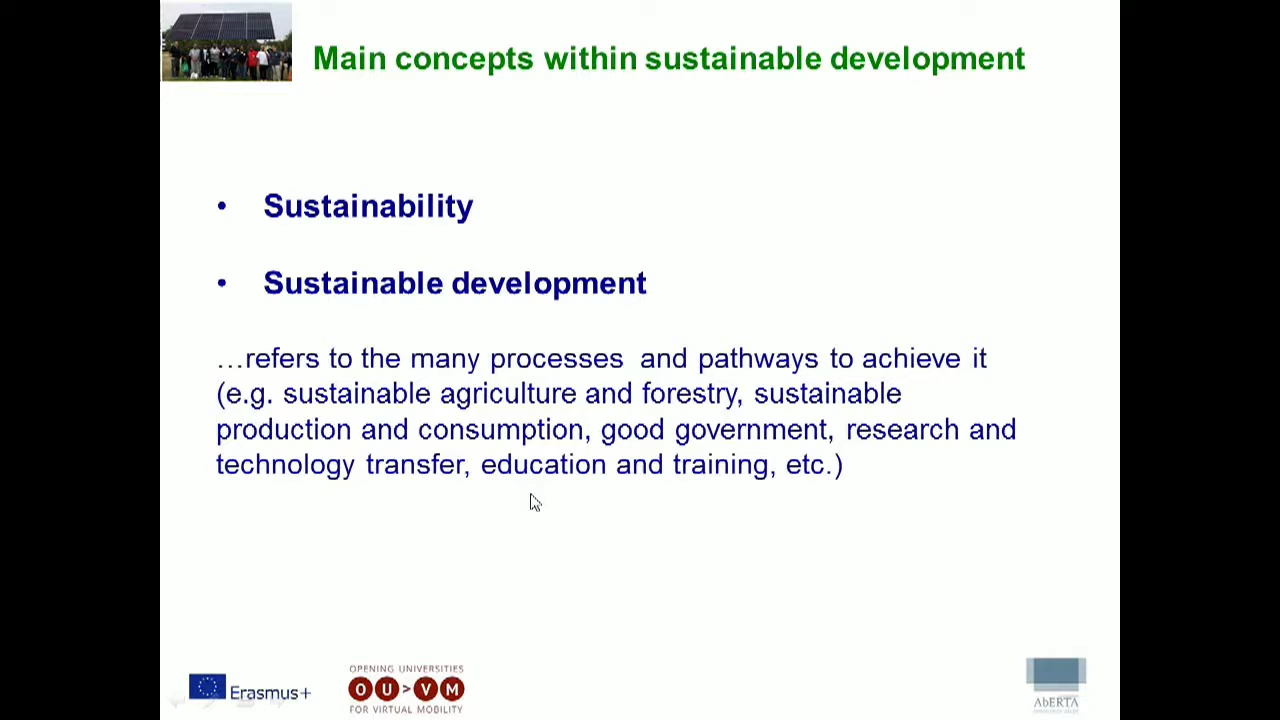 Main concepts within sustainable development
• Sustainability
• Sustainable development
…refers to the many processes and pathways to achieve it
(e.g. sustainable agriculture and forestry, sustainable
production and consumption, good government, research and
technology transfer, education and training, etc.)
Erasmus+
OPENING UNIVERSITIES
OU>VM
FOR VIRTUAL MOBILITY
AbERTA